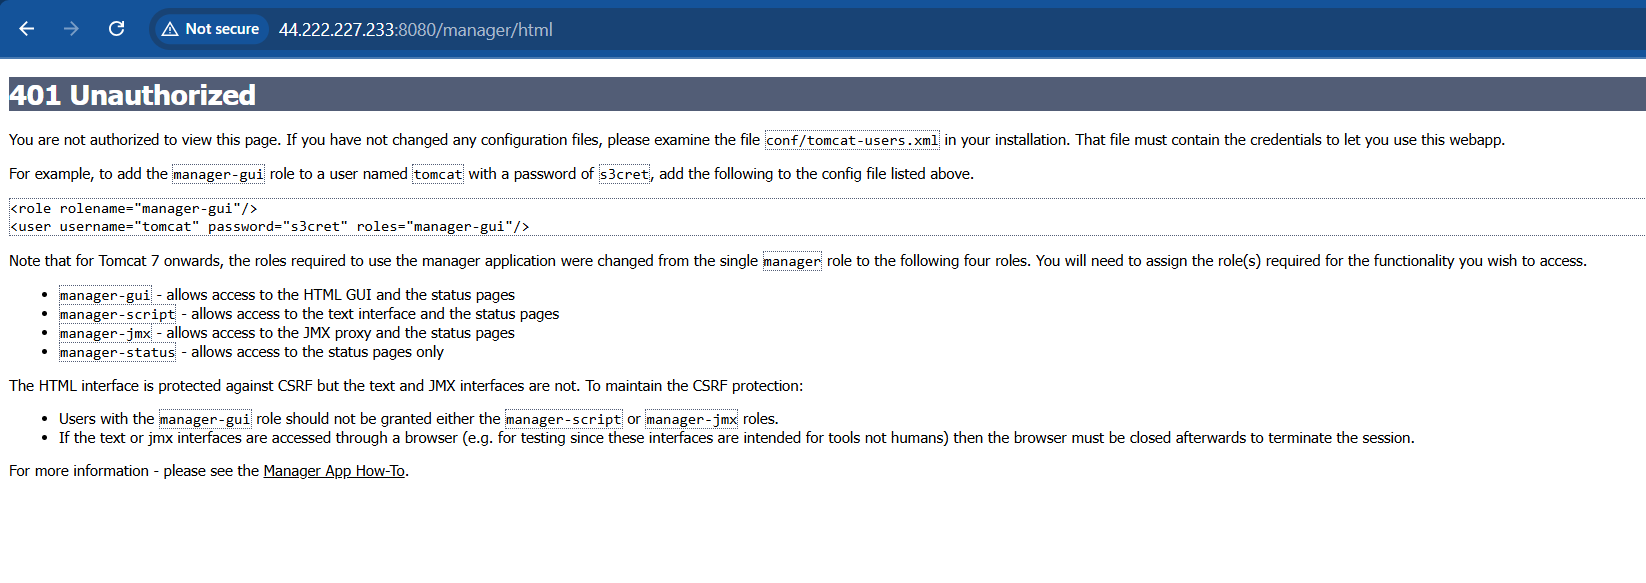 Not secure 44.222.227.233:8080/manager/html
401 Unauthorized
You are not authorized to view this page. If you have not changed any configuration files, please examine the file conf/tomcat-users.xml in your installation. That file must contain the credentials to let you use this webapp.
For example, to add the manager-gui role to a user named tomcat with a password of s3cret, add the following to the config file listed above.
<role rolename="manager-gui"/>
<user username="tomcat" password="s3cret" roles="manager-gui"/>
Note that for Tomcat 7 onwards, the roles required to use the manager application were changed from the single manager role to the following four roles. You will need to assign the role(s) required for the functionality you wish to access.
• manager-gui - allows access to the HTML GUI and the status pages
• manager-script - allows access to the text interface and the status pages
• manager-jmx - allows access to the JMX proxy and the status pages
• manager-status - allows access to the status pages only
The HTML interface is protected against CSRF but the text and JMX interfaces are not. To maintain the CSRF protection:
• Users with the manager-gui role should not be granted either the manager-script or manager-jmx roles.
• If the text or jmx interfaces are accessed through a browser (e.g. for testing since these interfaces are intended for tools not humans) then the browser must be closed afterwards to terminate the session.
For more information - please see the Manager App How-To.